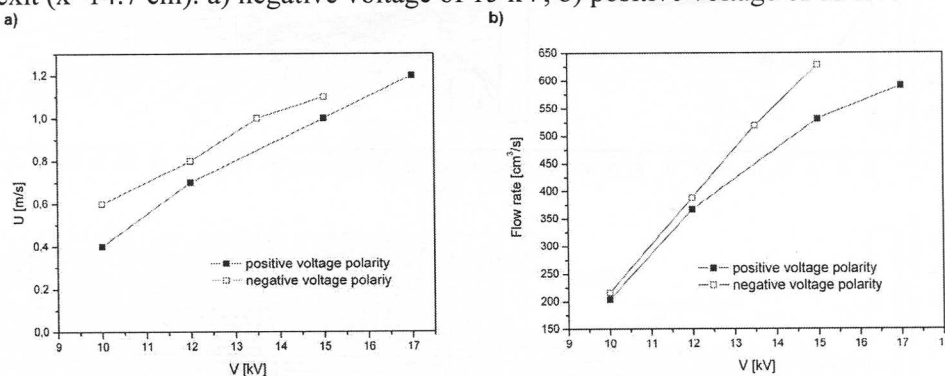 exit (x=14.7 cm): a) negative voltage of 15 kV, b) positive voltage of
a)
1,2
1,0
0,8
0,6
0,4
0,2
0,0
U [m/s]
9 10 11 12 13 14 15 16 17
V [kV]
positive voltage polarity
negative voltage polariy
b)
650
600
550
500
450
400
350
300
250
200
150
Flow rate [cm³/s]
9 10 11 12 13 14 15 16 17
V [kV]
positive voltage polarity
negative voltage polarity